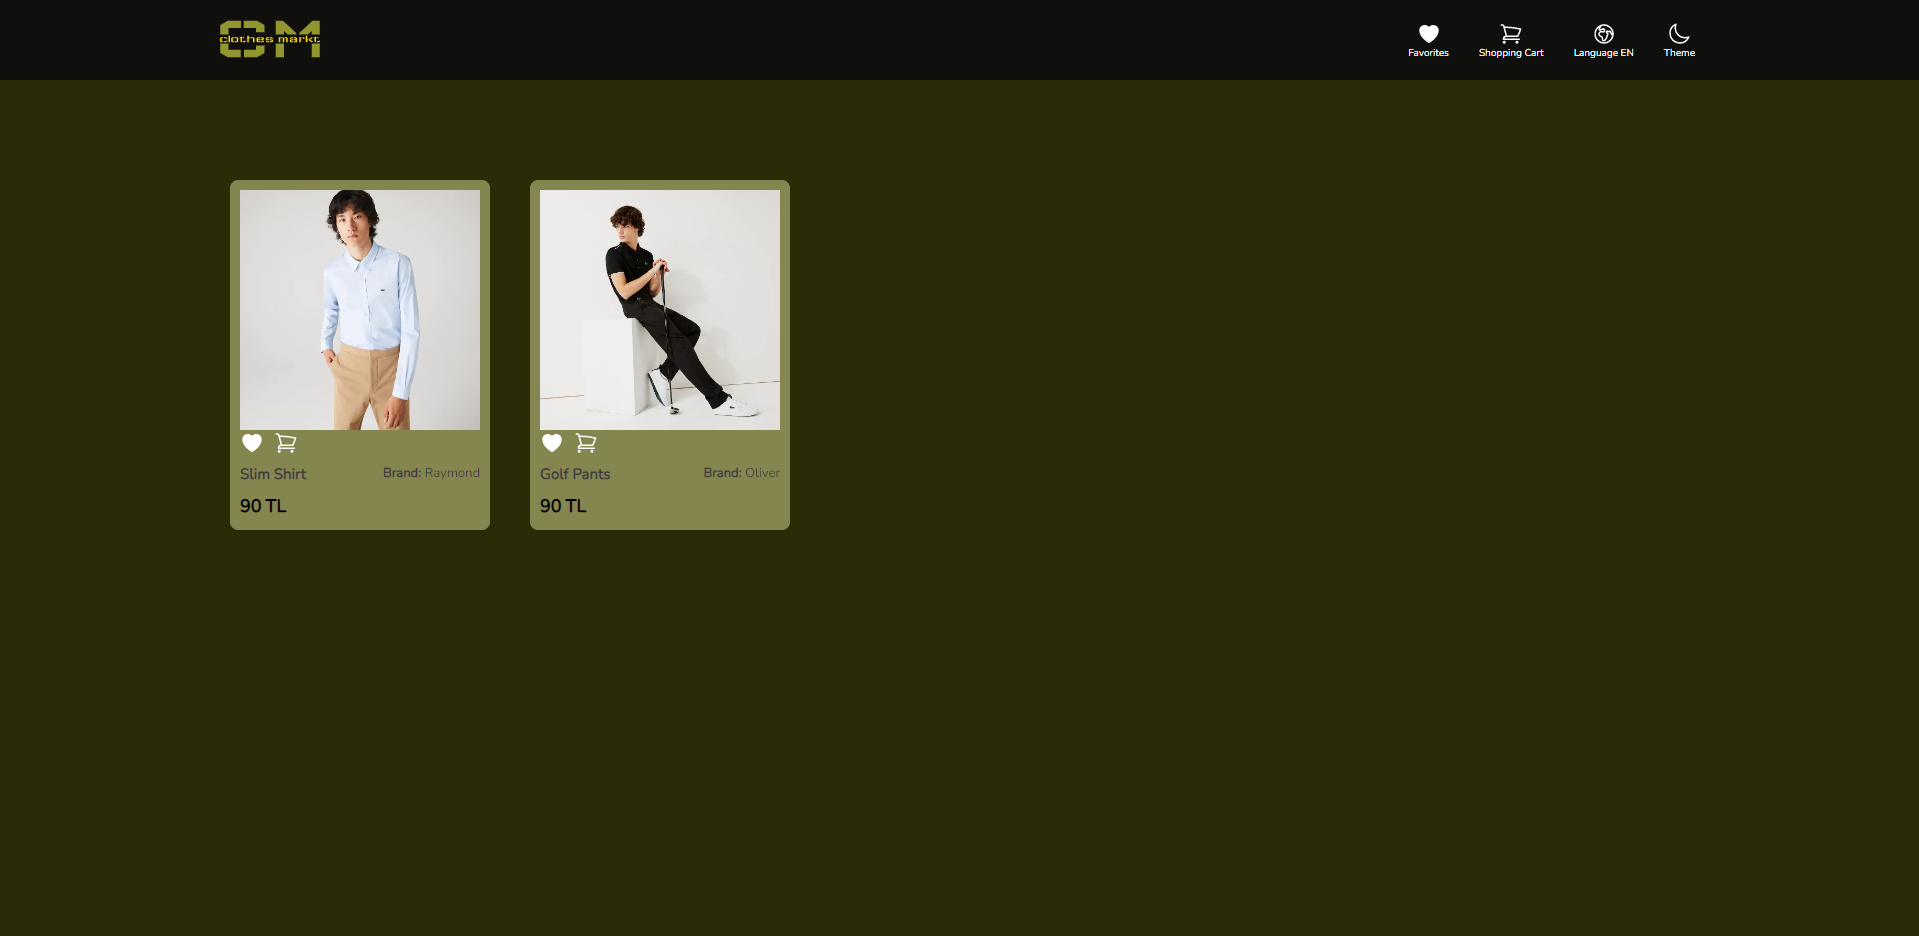 CM
clothes markt
Favorites
Shopping Cart
Language EN
Theme
Slim Shirt
Brand: Raymond
90 TL
Golf Pants
Brand: Oliver
90 TL